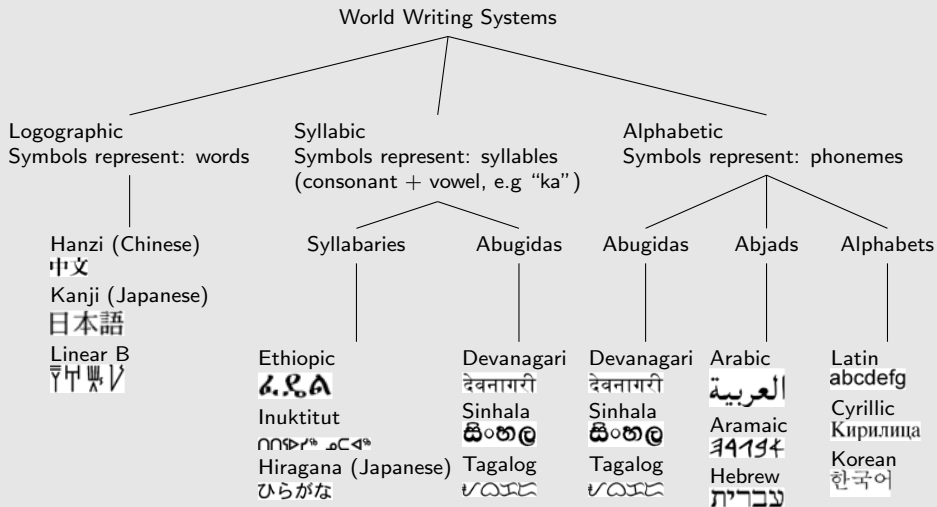 World Writing Systems
Logographic
Symbols represent: words
Syllabic
Symbols represent: syllables
(consonant + vowel, e.g “ka”)
Alphabetic
Symbols represent: phonemes
Hanzi (Chinese)
中文
Kanji (Japanese)
日本語
Linear B
Syllabaries
Ethiopic
Inuktitut
Hiragana (Japanese)
ひらがな
Abugidas
Devanagari
देवनागरी
Sinhala
සිංහල
Tagalog
Abugidas
Devanagari
देवनागरी
Sinhala
සිංහල
Tagalog
Abjads
Arabic
العربية
Aramaic
Hebrew
עברית
Alphabets
Latin
abcdefg
Cyrillic
Кирилица
Korean
한국어